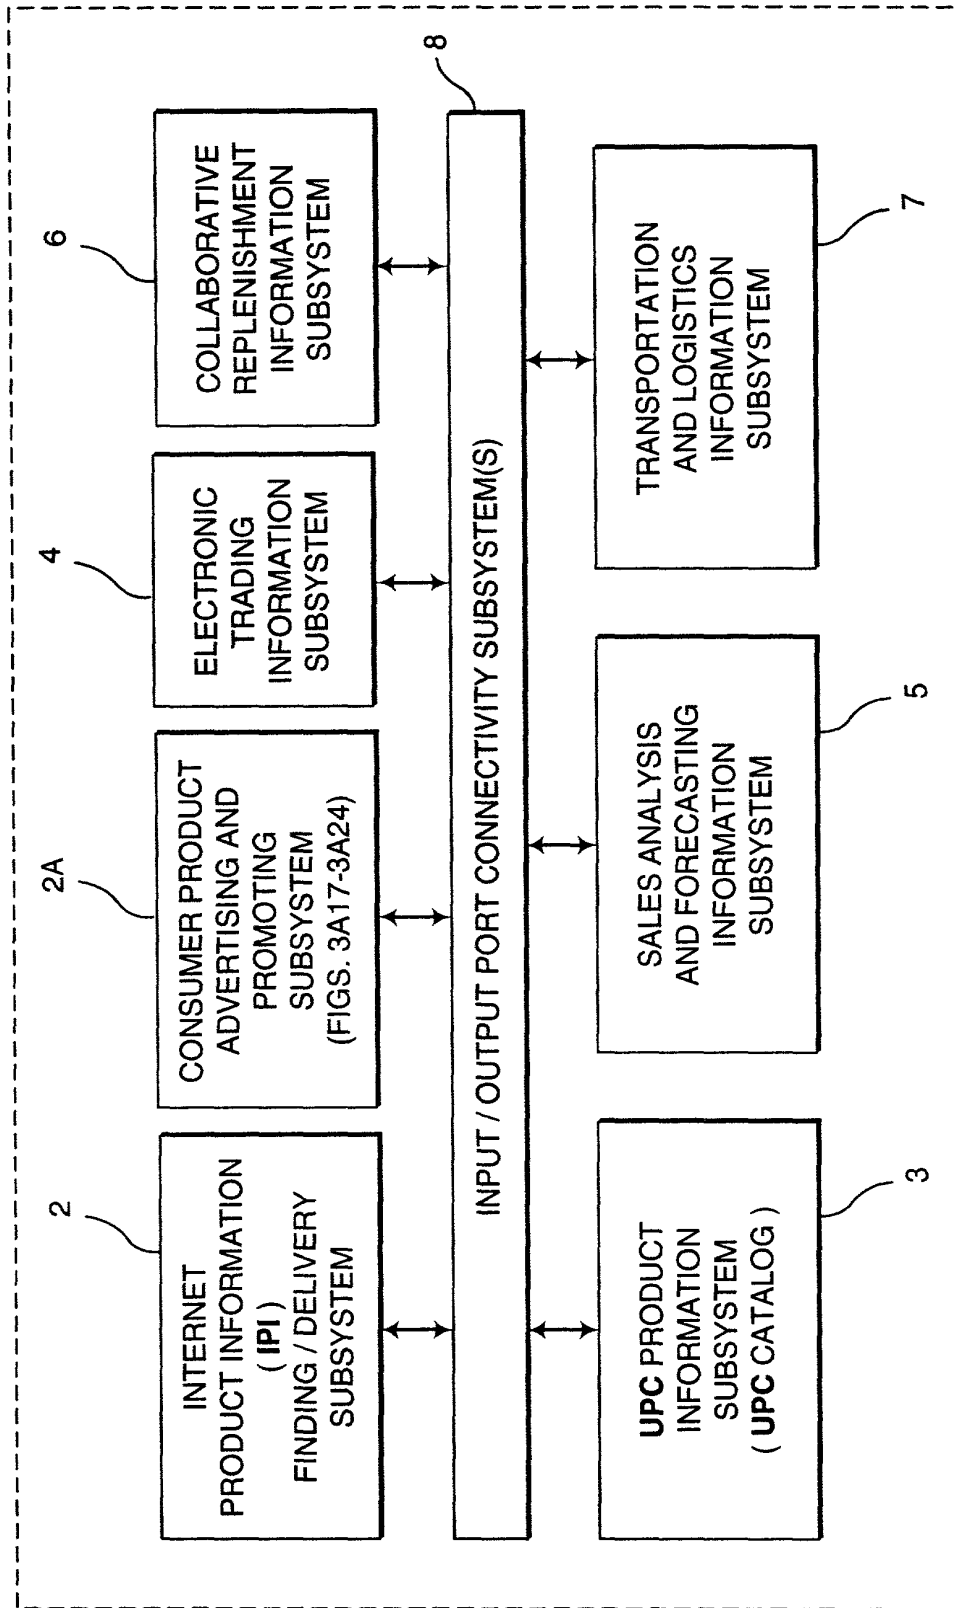 2
INTERNET
PRODUCT INFORMATION
( IPI )
FINDING / DELIVERY
SUBSYSTEM
2A
CONSUMER PRODUCT
ADVERTISING AND
PROMOTING
SUBSYSTEM
(FIGS. 3A17-3A24)
4
ELECTRONIC
TRADING
INFORMATION
SUBSYSTEM
6
COLLABORATIVE
REPLENISHMENT
INFORMATION
SUBSYSTEM
8
INPUT / OUTPUT PORT CONNECTIVITY SUBSYSTEM(S)
UPC PRODUCT
INFORMATION
SUBSYSTEM
( UPC CATALOG )
3
SALES ANALYSIS
AND FORECASTING
INFORMATION
SUBSYSTEM
5
TRANSPORTATION
AND LOGISTICS
INFORMATION
SUBSYSTEM
7